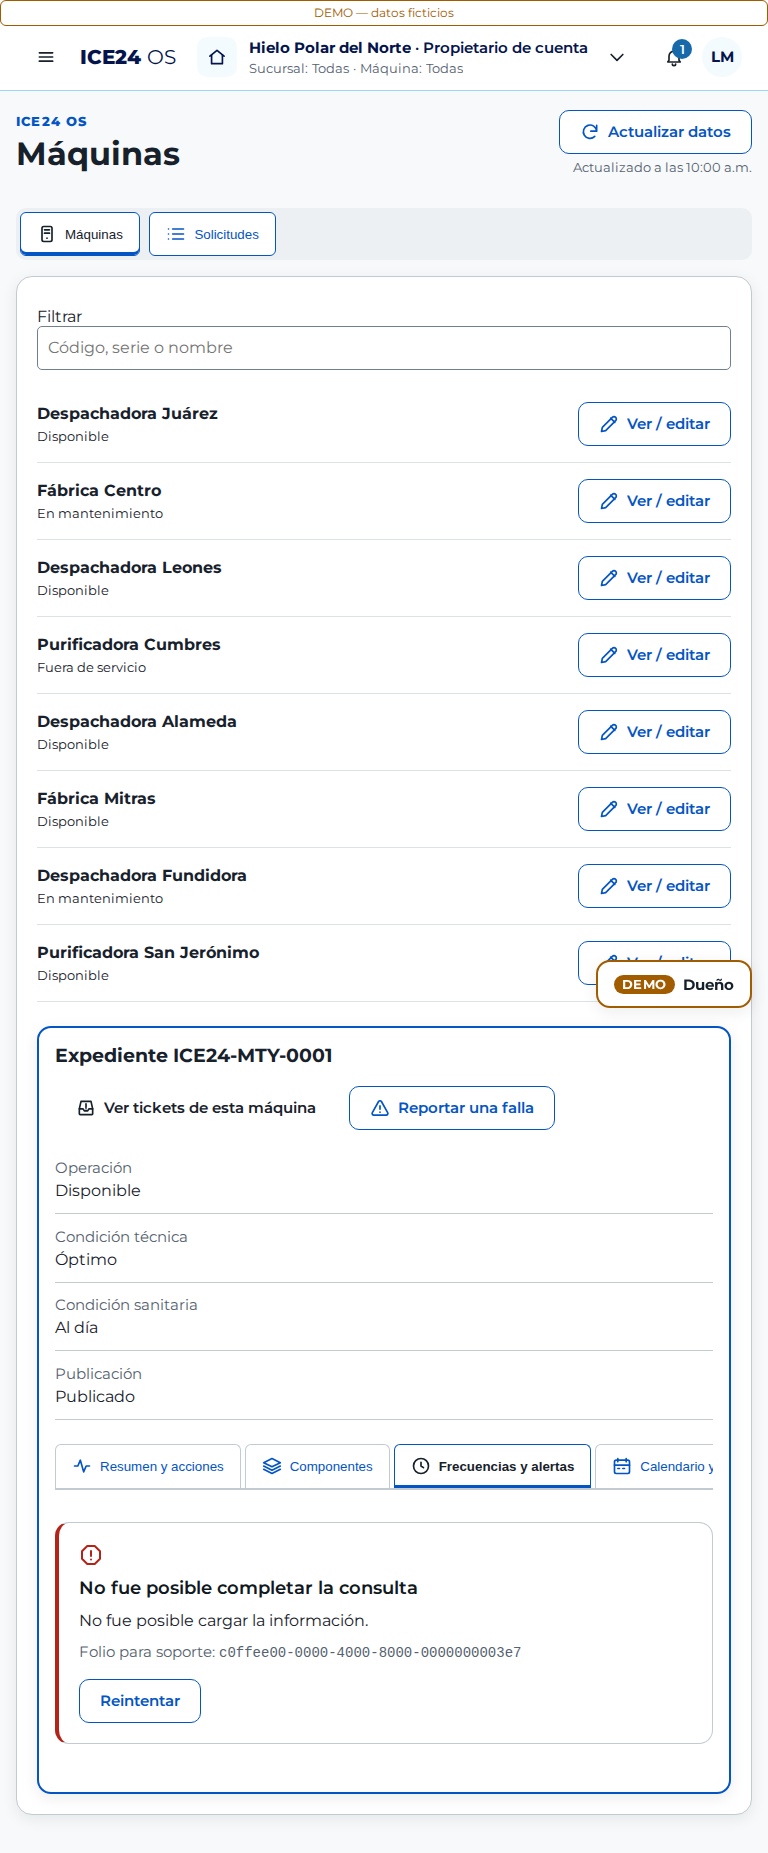 DEMO — datos ficticios
ICE24 OS
Hielo Polar del Norte · Propietario de cuenta
Sucursal: Todas · Máquina: Todas
1
LM
ICE24 OS
Máquinas
Actualizar datos
Actualizado a las 10:00 a.m.
Máquinas
Solicitudes
Filtrar
Código, serie o nombre
Despachadora Juárez
Disponible
Ver / editar
Fábrica Centro
En mantenimiento
Ver / editar
Despachadora Leones
Disponible
Ver / editar
Purificadora Cumbres
Fuera de servicio
Ver / editar
Despachadora Alameda
Disponible
Ver / editar
Fábrica Mitras
Disponible
Ver / editar
Despachadora Fundidora
En mantenimiento
Ver / editar
Purificadora San Jerónimo
Disponible
DEMO Dueño
Expediente ICE24-MTY-0001
Ver tickets de esta máquina
Reportar una falla
Operación
Disponible
Condición técnica
Óptimo
Condición sanitaria
Al día
Publicación
Publicado
Resumen y acciones
Componentes
Frecuencias y alertas
Calendario y
No fue posible completar la consulta
No fue posible cargar la información.
Folio para soporte: c0ffee00-0000-4000-8000-0000000003e7
Reintentar